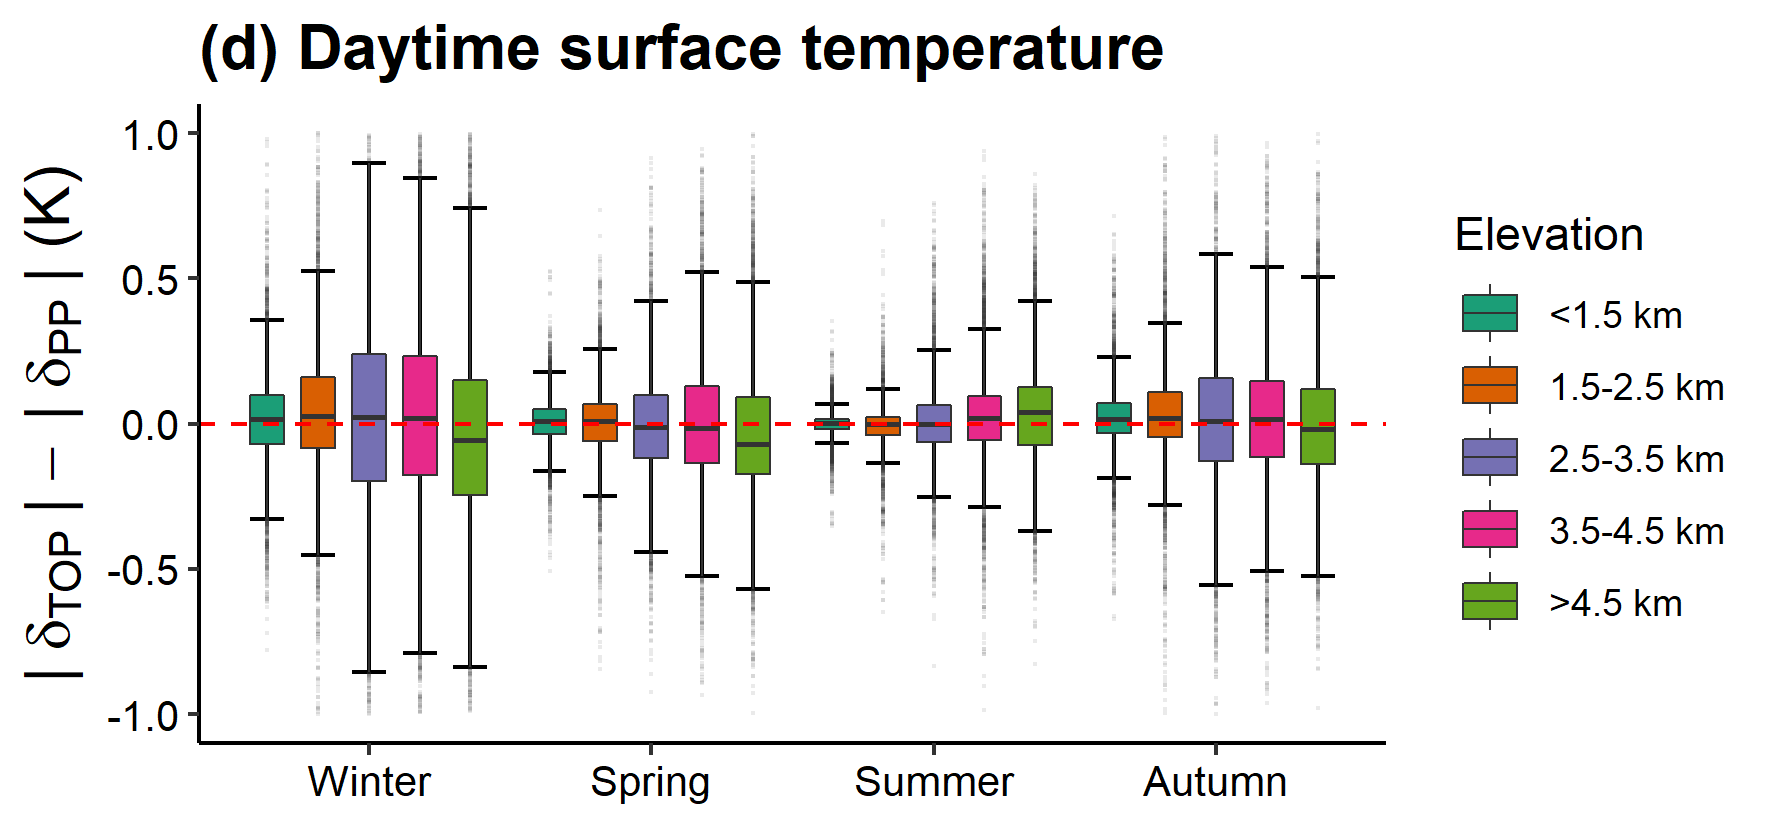 (d) Daytime surface temperature
| δTOP | − | δPP | (K)
1.0
0.5
0.0
-0.5
-1.0
Winter
Spring
Summer
Autumn
Elevation
<1.5 km
1.5-2.5 km
2.5-3.5 km
3.5-4.5 km
>4.5 km